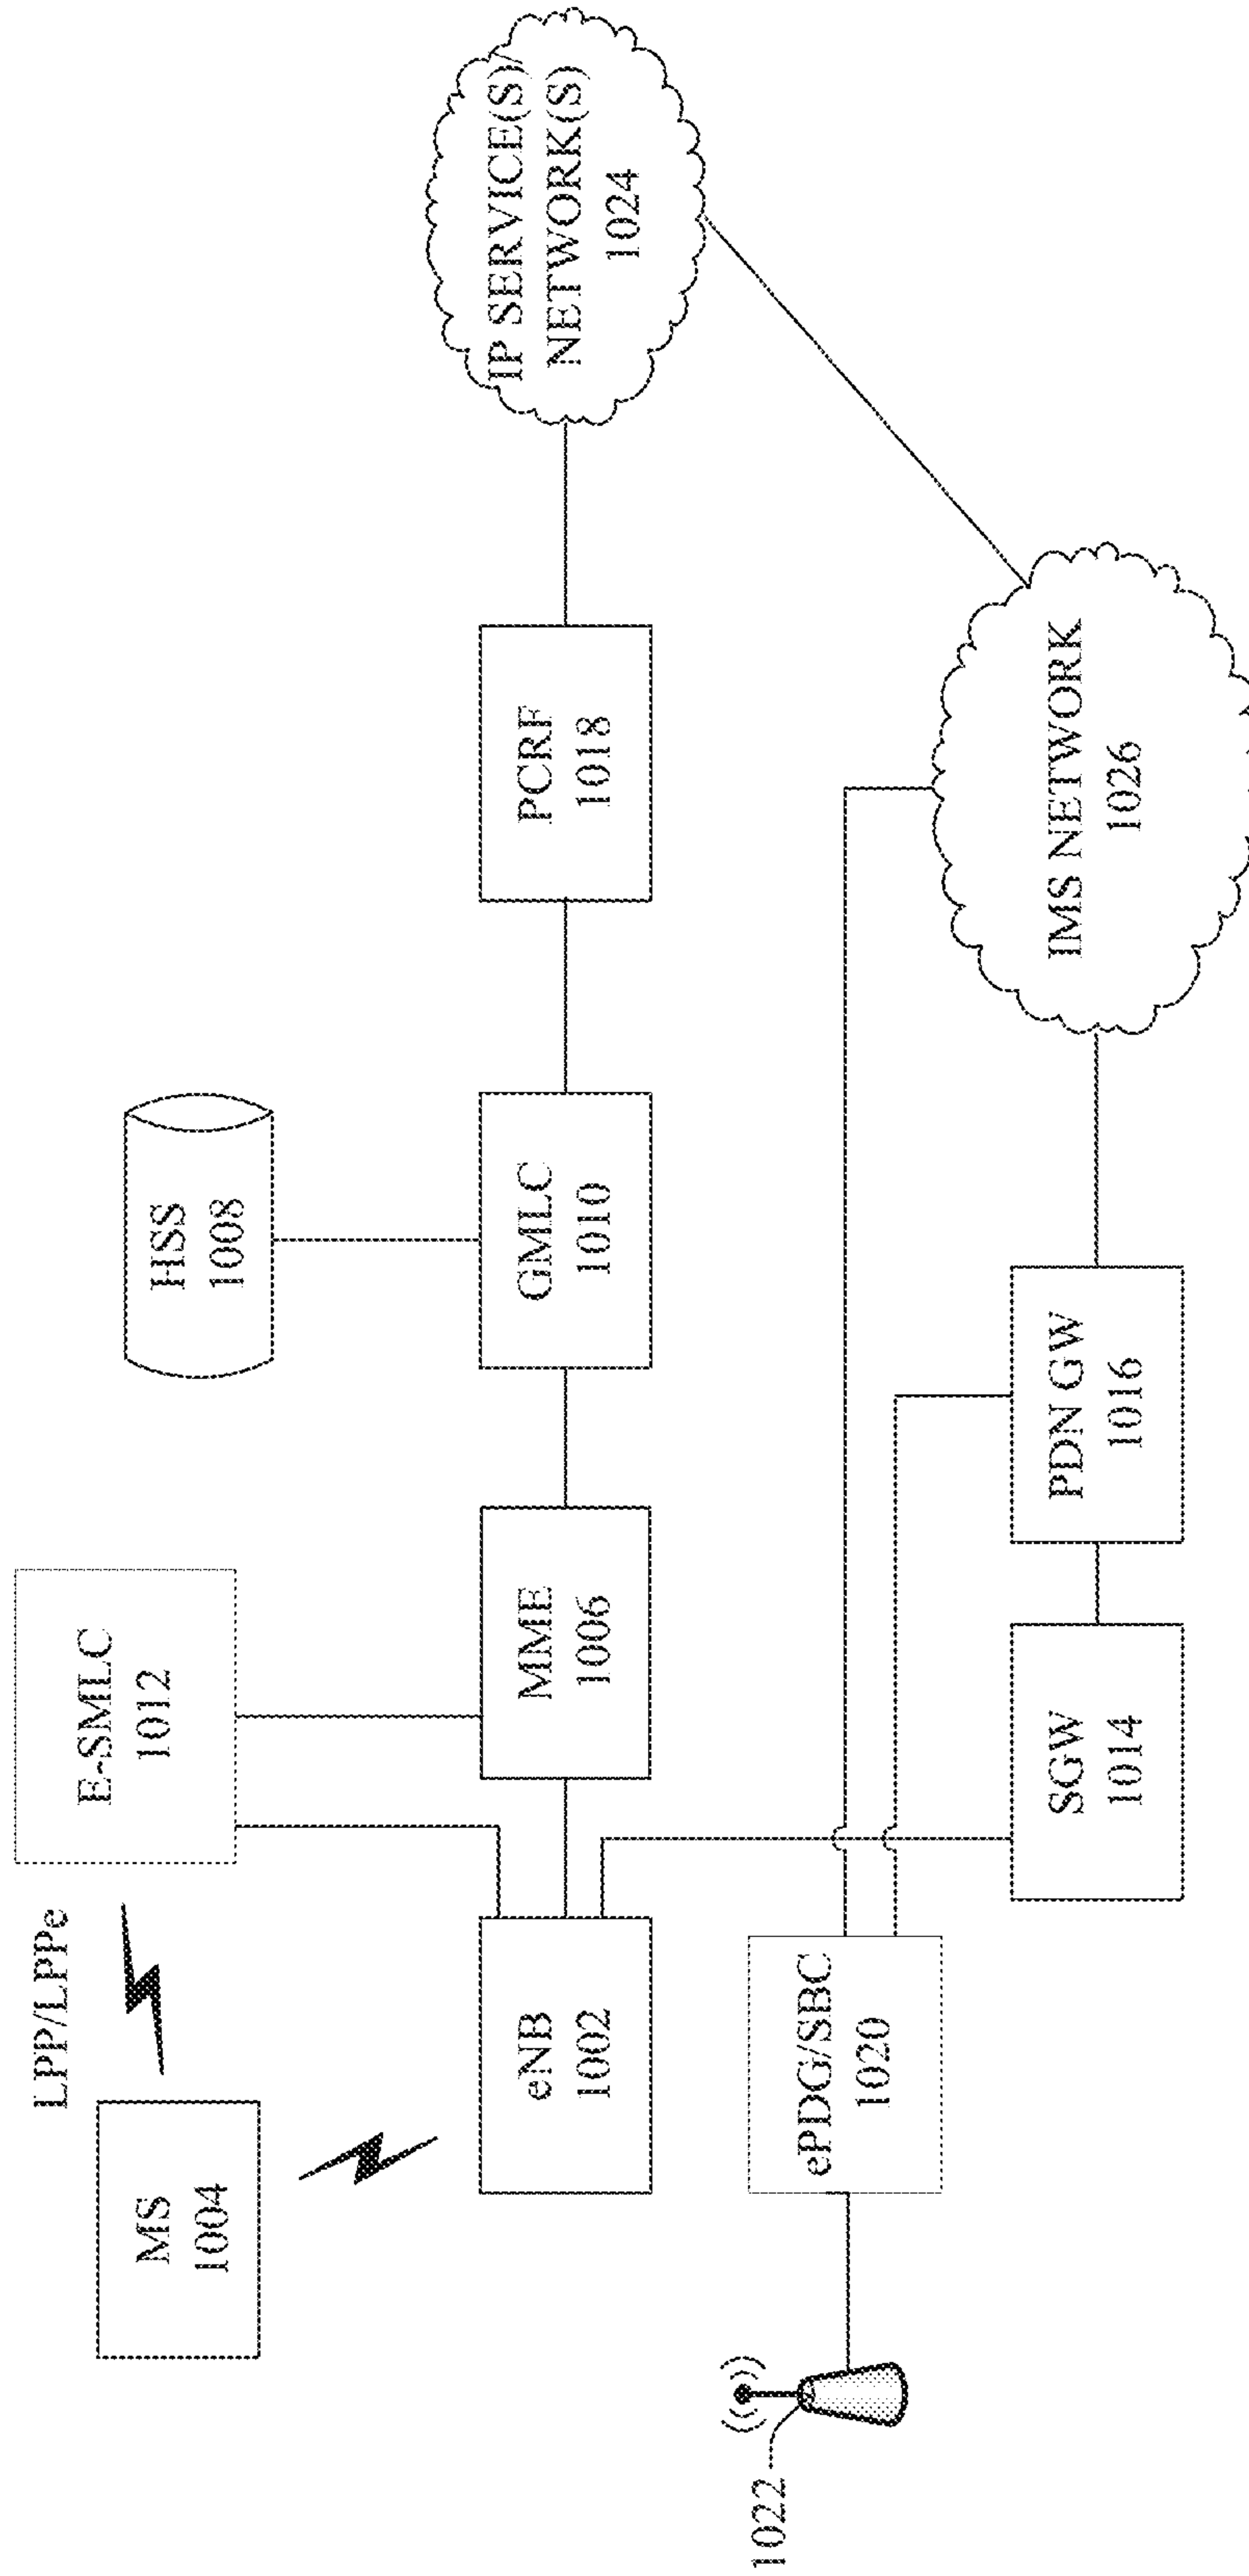 LPP/LPPe
MS
1004
E-SMLC
1012
HSS
1008
eNB
1002
MME
1006
GMLC
1010
PCRF
1018
IP SERVICE(S)/
NETWORK(S)
1024
1022
ePDG/SBC
1020
SGW
1014
PDN GW
1016
IMS NETWORK
1026